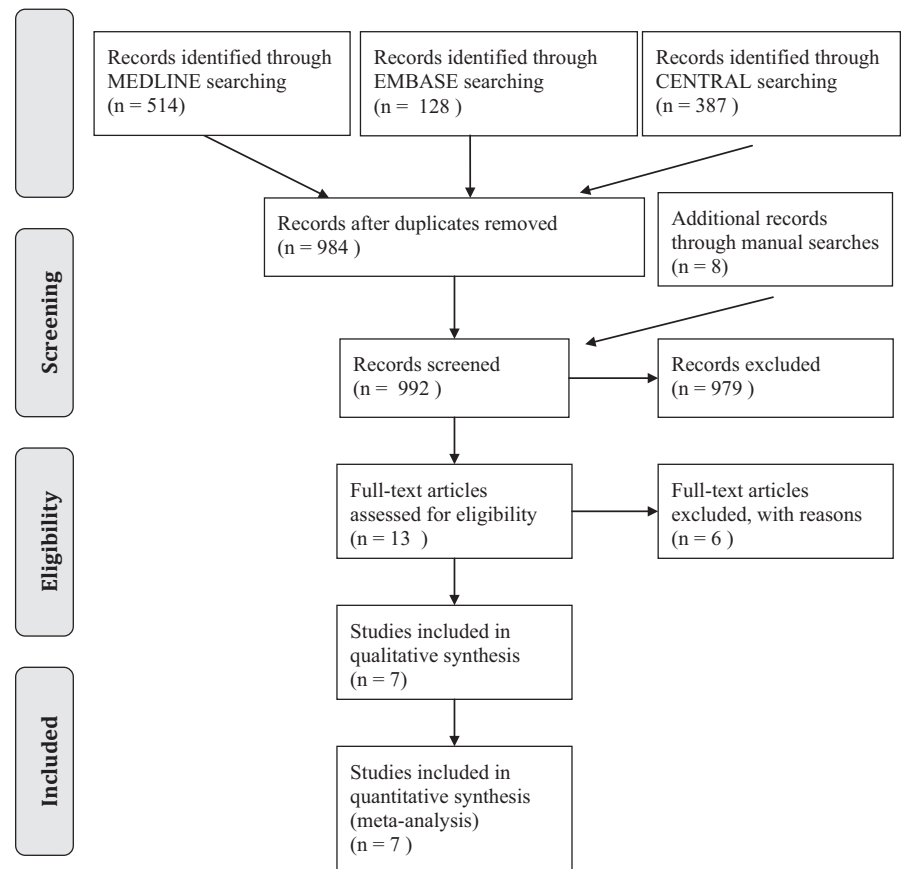 Records identified through
MEDLINE searching
(n = 514)
Records identified through
EMBASE searching
(n = 128 )
Records identified through
CENTRAL searching
(n = 387 )
Records after duplicates removed
(n = 984 )
Additional records
through manual searches
(n = 8)
Screening
Records screened
(n = 992 )
Records excluded
(n = 979 )
Eligibility
Full-text articles
assessed for eligibility
(n = 13 )
Full-text articles
excluded, with reasons
(n = 6 )
Studies included in
qualitative synthesis
(n = 7)
Included
Studies included in
quantitative synthesis
(meta-analysis)
(n = 7 )